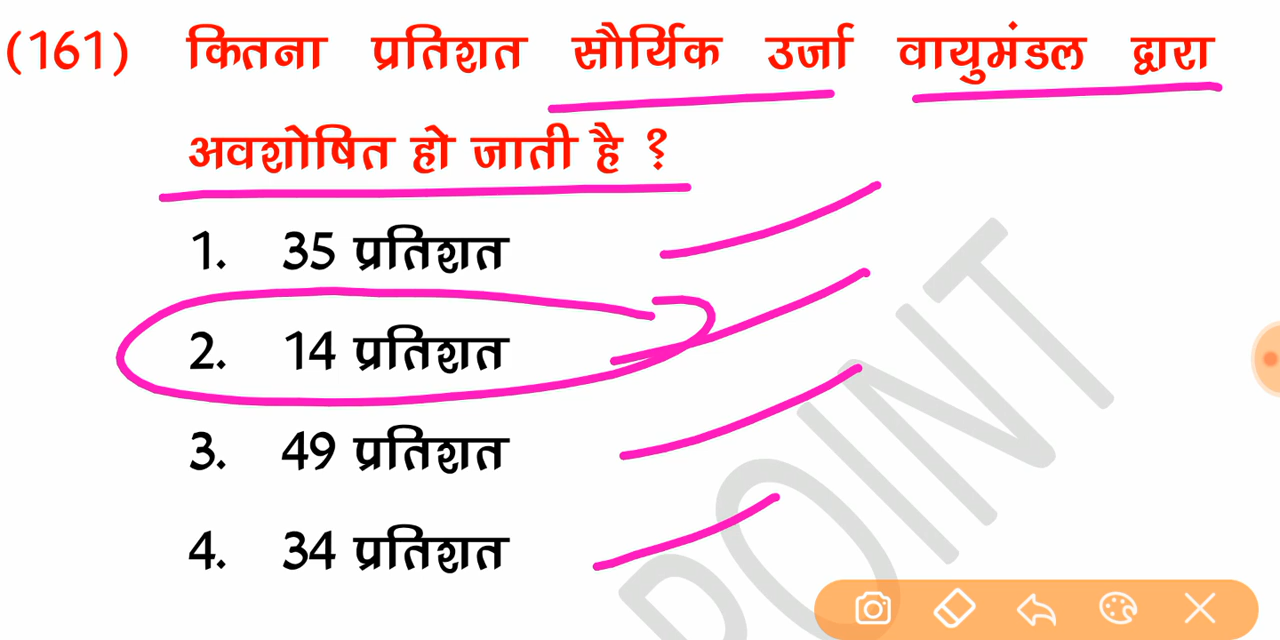 (161) कितना प्रतिशत सौर्यिक उर्जा वायुमंडल द्वारा
अवशोषित हो जाती है ?
1. 35 प्रतिशत
2. 14 प्रतिशत
3. 49 प्रतिशत
4. 34 प्रतिशत
POINT